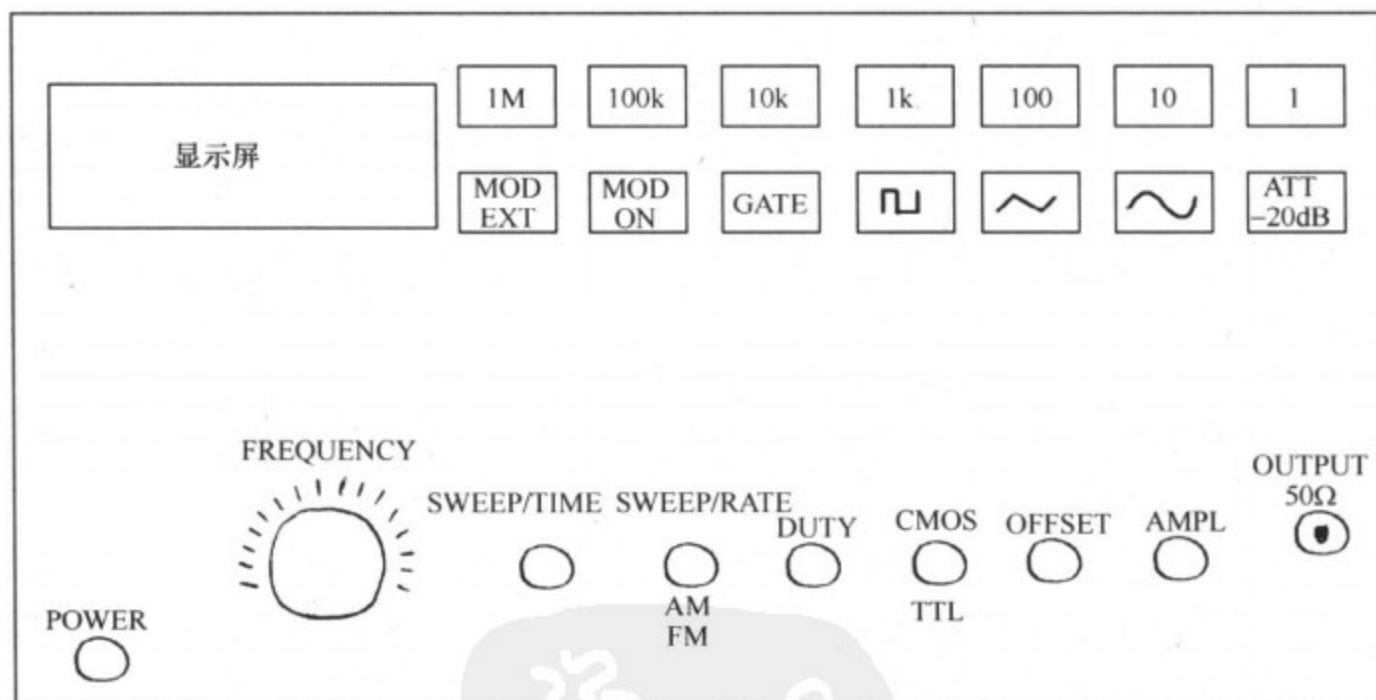 显示屏
1M 100k 10k 1k 100 10 1
MOD EXT
MOD ON
GATE
ATT -20dB
FREQUENCY
SWEEP/TIME
SWEEP/RATE
AM
FM
DUTY
CMOS
TTL
OFFSET
AMPL
OUTPUT
50Ω
POWER